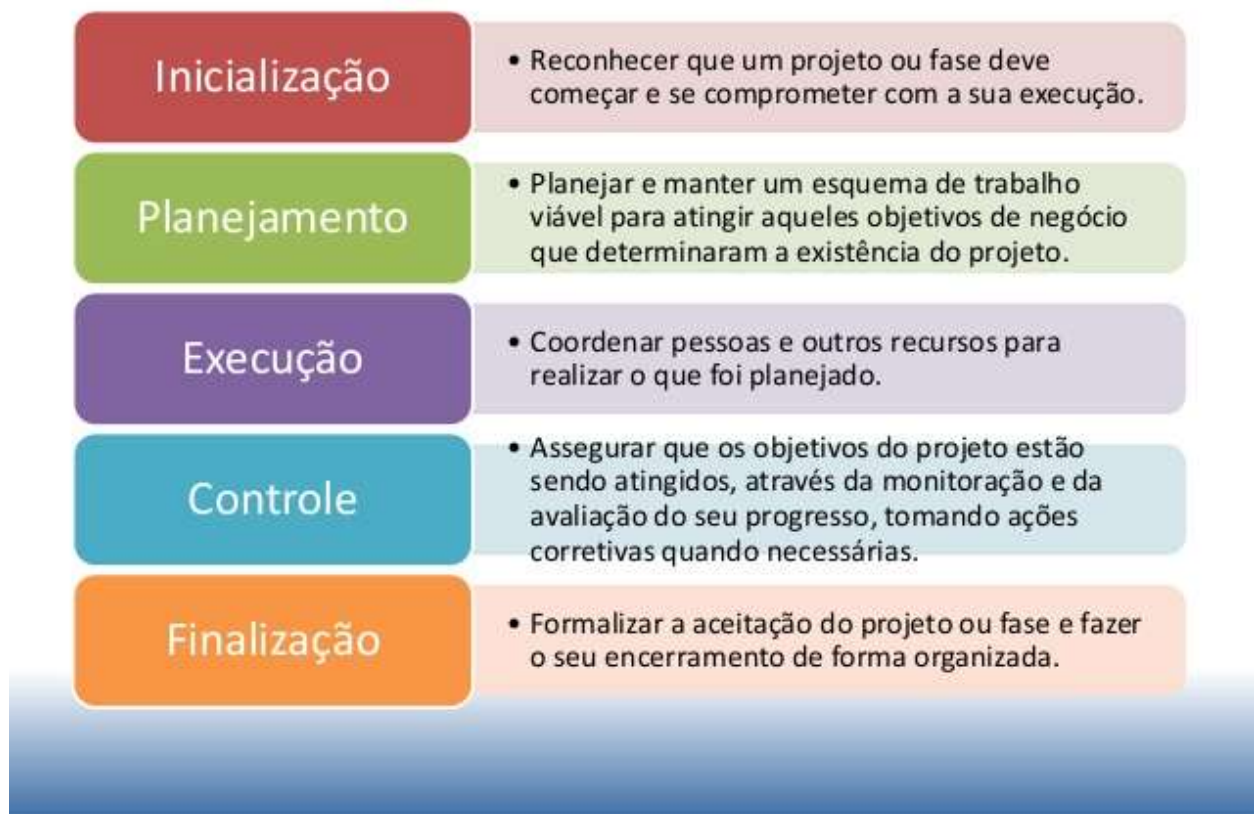 Inicialização
• Reconhecer que um projeto ou fase deve
começar e se comprometer com a sua execução.
Planejamento
• Planejar e manter um esquema de trabalho
viável para atingir aqueles objetivos de negócio
que determinaram a existência do projeto.
Execução
• Coordenar pessoas e outros recursos para
realizar o que foi planejado.
Controle
• Assegurar que os objetivos do projeto estão
sendo atingidos, através da monitoração e da
avaliação do seu progresso, tomando ações
corretivas quando necessárias.
Finalização
• Formalizar a aceitação do projeto ou fase e fazer
o seu encerramento de forma organizada.